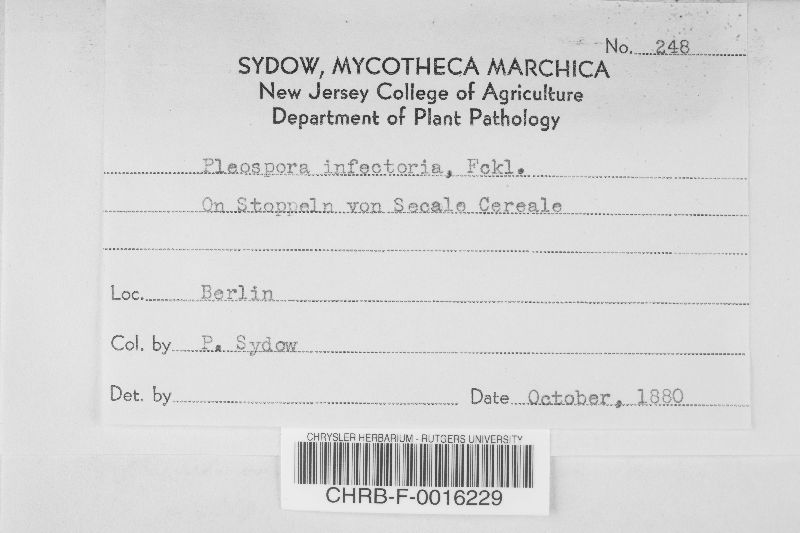 No. 248
SYDOW, MYCOTHECA MARCHICA
New Jersey College of Agriculture
Department of Plant Pathology
Pleospora infectoria, Fckl.
On Stoppeln von Secale Cereale
Loc. Berlin
Col. by P. Sydow
Det. by
Date October, 1880
CHRYSLER HERBARIUM - RUTGERS UNIVERSITY
CHRB-F-0016229